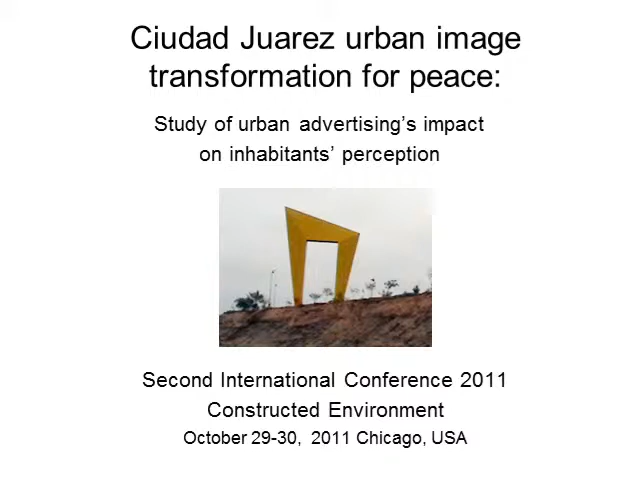 Ciudad Juarez urban image
transformation for peace:
Study of urban advertising’s impact
on inhabitants’ perception
Second International Conference 2011
Constructed Environment
October 29-30, 2011 Chicago, USA